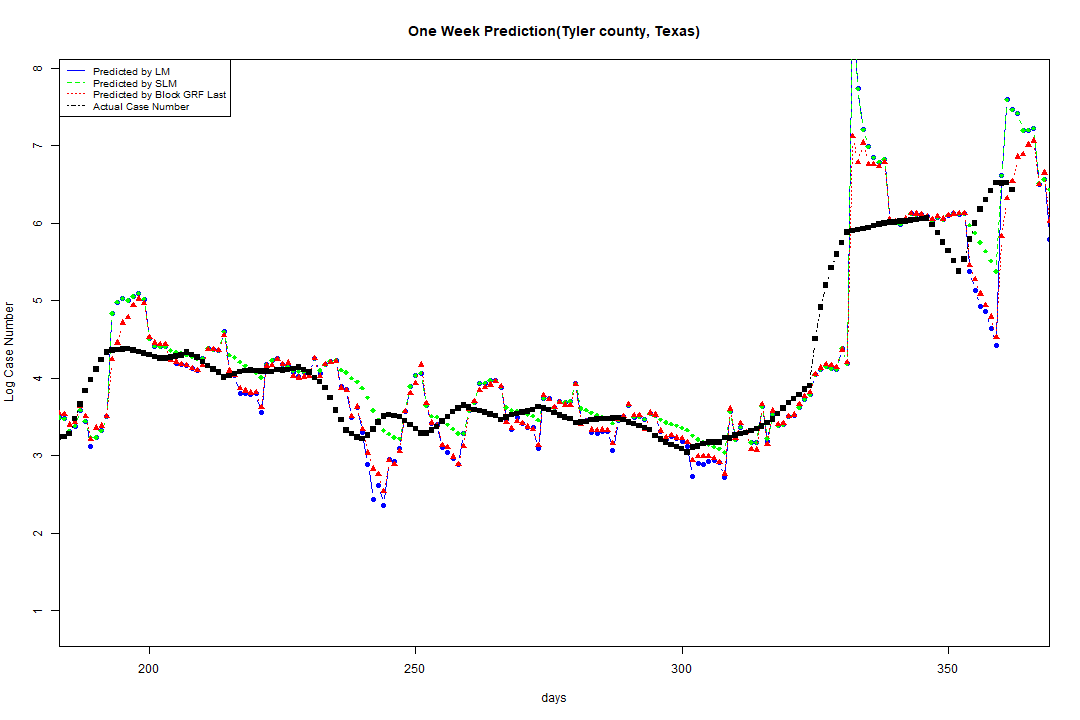 One Week Prediction(Tyler county, Texas)
Predicted by LM
Predicted by SLM
Predicted by Block GRF Last
Actual Case Number
8
7
6
5
4
3
2
1
Log Case Number
200
250
300
350
days